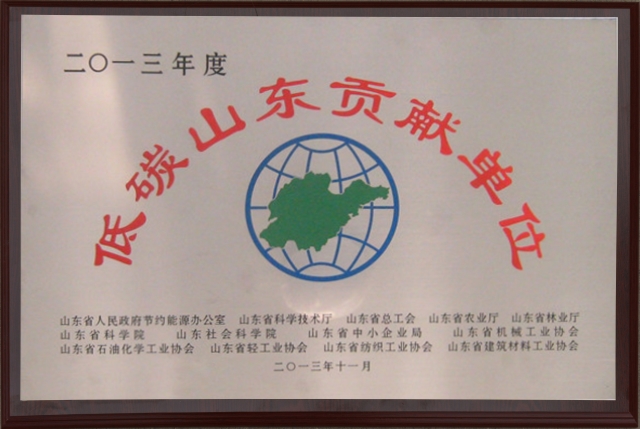 二〇一三年度
低碳山东贡献单位
山东省人民政府节约能源办公室 山东省科学技术厅 山东省总工会 山东省农业厅 山东省林业厅
山东省科学院 山东社会科学院 山东省中小企业局 山东省机械工业协会
山东省石油化学工业协会 山东省轻工业协会 山东省纺织工业协会 山东省建筑材料工业协会
二〇一三年十一月